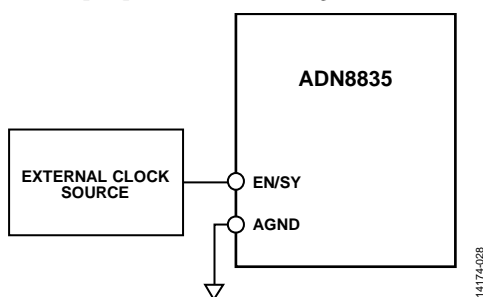 ADN8835
EXTERNAL CLOCK
SOURCE
EN/SY
AGND
14174-028